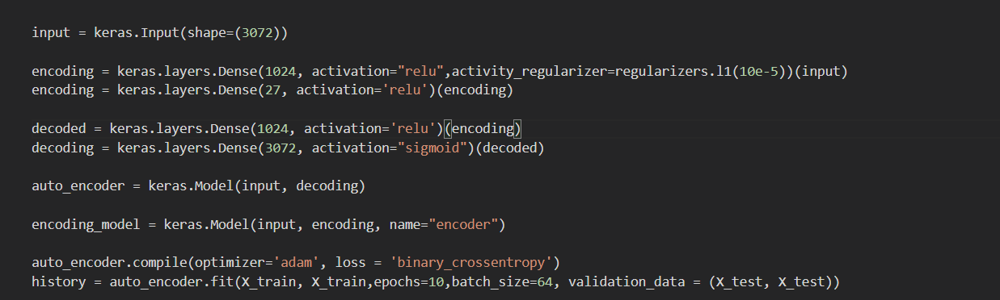 input = keras.Input(shape=(3072))
encoding = keras.layers.Dense(1024, activation="relu",activity_regularizer=regularizers.l1(10e-5))(input)
encoding = keras.layers.Dense(27, activation='relu')(encoding)
decoded = keras.layers.Dense(1024, activation='relu')(encoding)
decoding = keras.layers.Dense(3072, activation="sigmoid")(decoded)
auto_encoder = keras.Model(input, decoding)
encoding_model = keras.Model(input, encoding, name="encoder")
auto_encoder.compile(optimizer='adam', loss = 'binary_crossentropy')
history = auto_encoder.fit(X_train, X_train,epochs=10,batch_size=64, validation_data = (X_test, X_test))